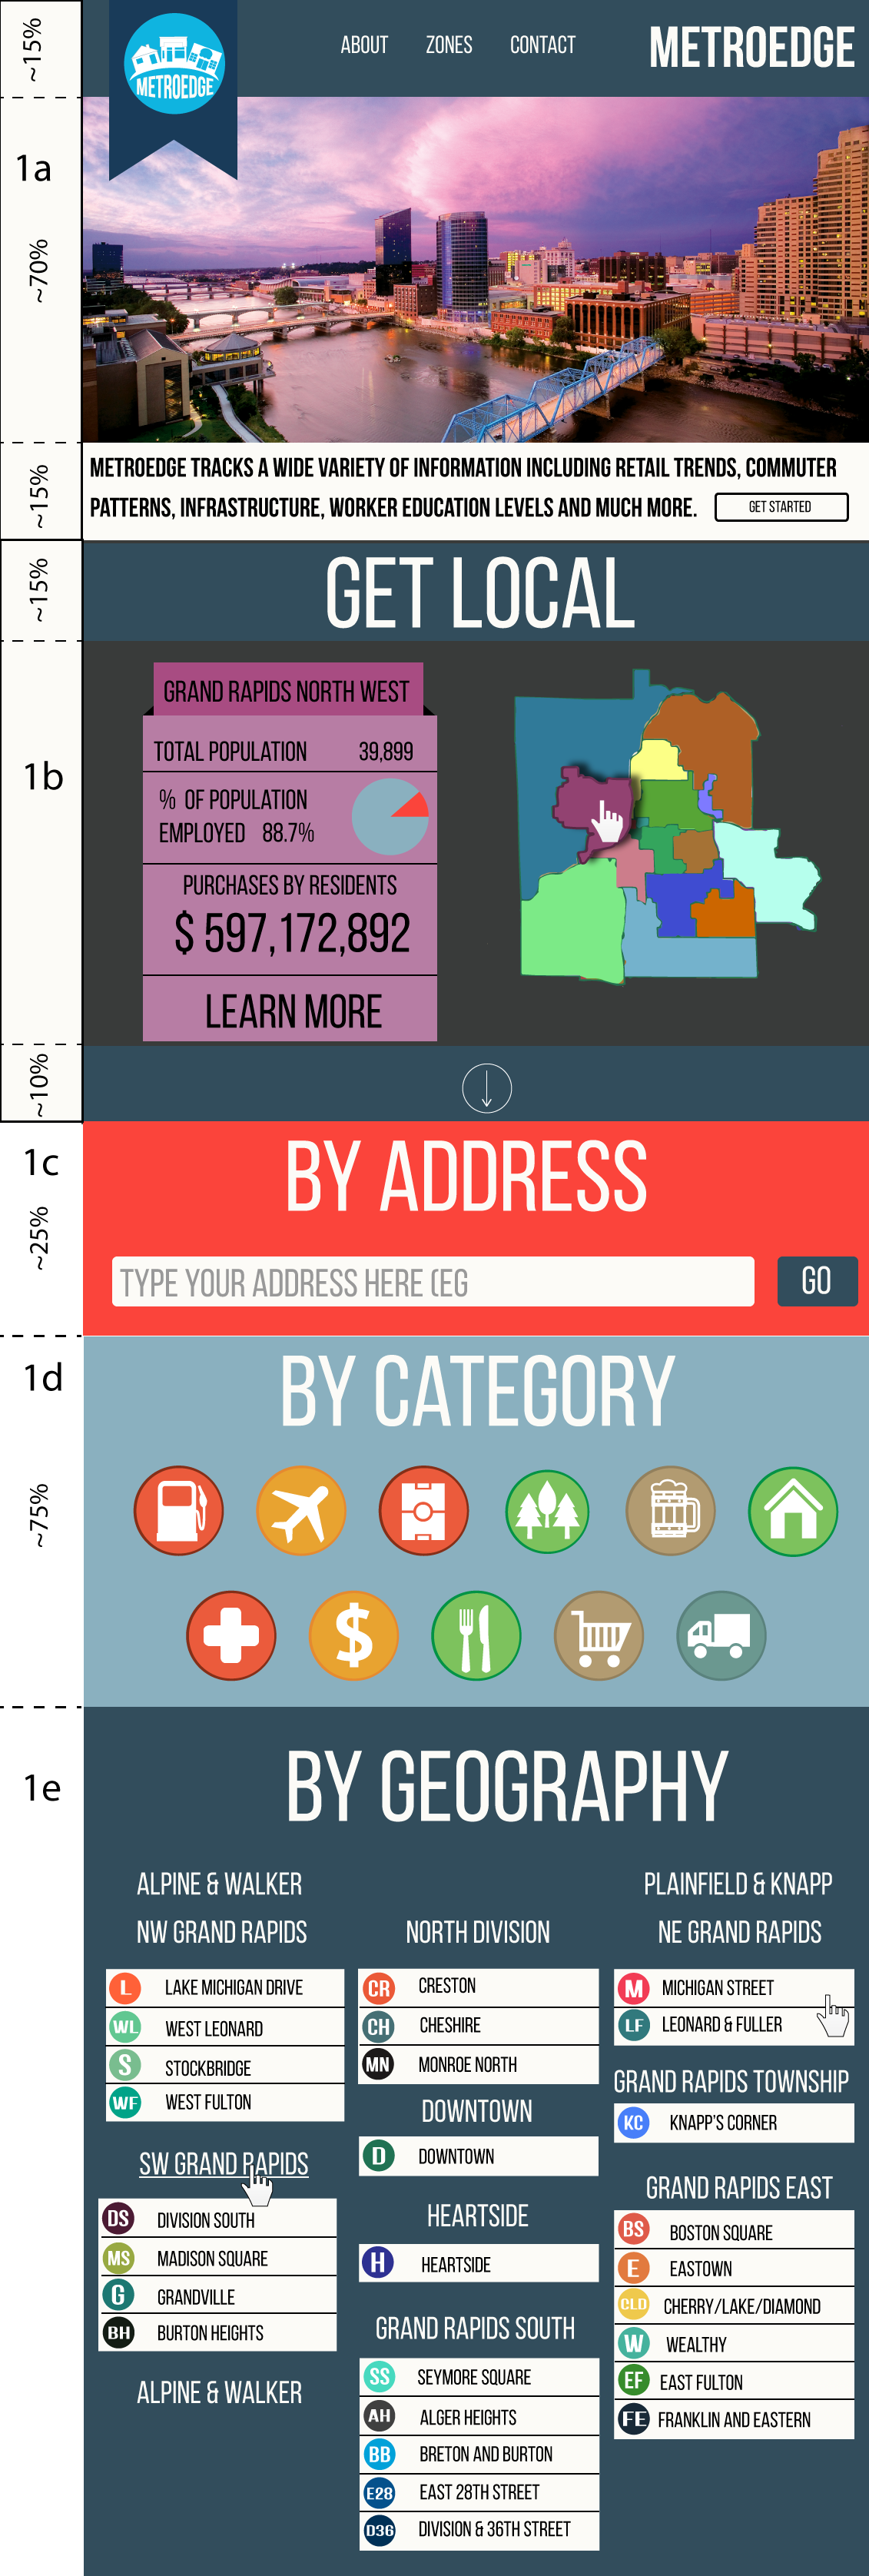 ~15%
METROEDGE
ABOUT ZONES CONTACT
METROEDGE
1a
~70%
~15%
METROEDGE TRACKS A WIDE VARIETY OF INFORMATION INCLUDING RETAIL TRENDS, COMMUTER
PATTERNS, INFRASTRUCTURE, WORKER EDUCATION LEVELS AND MUCH MORE.
GET STARTED
~15%
GET LOCAL
1b
GRAND RAPIDS NORTH WEST
TOTAL POPULATION 39,899
% OF POPULATION
EMPLOYED 88.7%
PURCHASES BY RESIDENTS
$ 597,172,892
LEARN MORE
~10%
1c
~25%
BY ADDRESS
TYPE YOUR ADDRESS HERE (EG
GO
1d
~75%
BY CATEGORY
$
1e
BY GEOGRAPHY
ALPINE & WALKER
NW GRAND RAPIDS
L LAKE MICHIGAN DRIVE
WL WEST LEONARD
S STOCKBRIDGE
WF WEST FULTON
SW GRAND RAPIDS
DS DIVISION SOUTH
MS MADISON SQUARE
G GRANDVILLE
BH BURTON HEIGHTS
ALPINE & WALKER
NORTH DIVISION
CR CRESTON
CH CHESHIRE
MN MONROE NORTH
DOWNTOWN
D DOWNTOWN
HEARTSIDE
H HEARTSIDE
GRAND RAPIDS SOUTH
SS SEYMORE SQUARE
AH ALGER HEIGHTS
BB BRETON AND BURTON
E28 EAST 28TH STREET
D36 DIVISION & 36TH STREET
PLAINFIELD & KNAPP
NE GRAND RAPIDS
M MICHIGAN STREET
LF LEONARD & FULLER
GRAND RAPIDS TOWNSHIP
KC KNAPP'S CORNER
GRAND RAPIDS EAST
BS BOSTON SQUARE
E EASTOWN
CLD CHERRY/LAKE/DIAMOND
W WEALTHY
EF EAST FULTON
FE FRANKLIN AND EASTERN